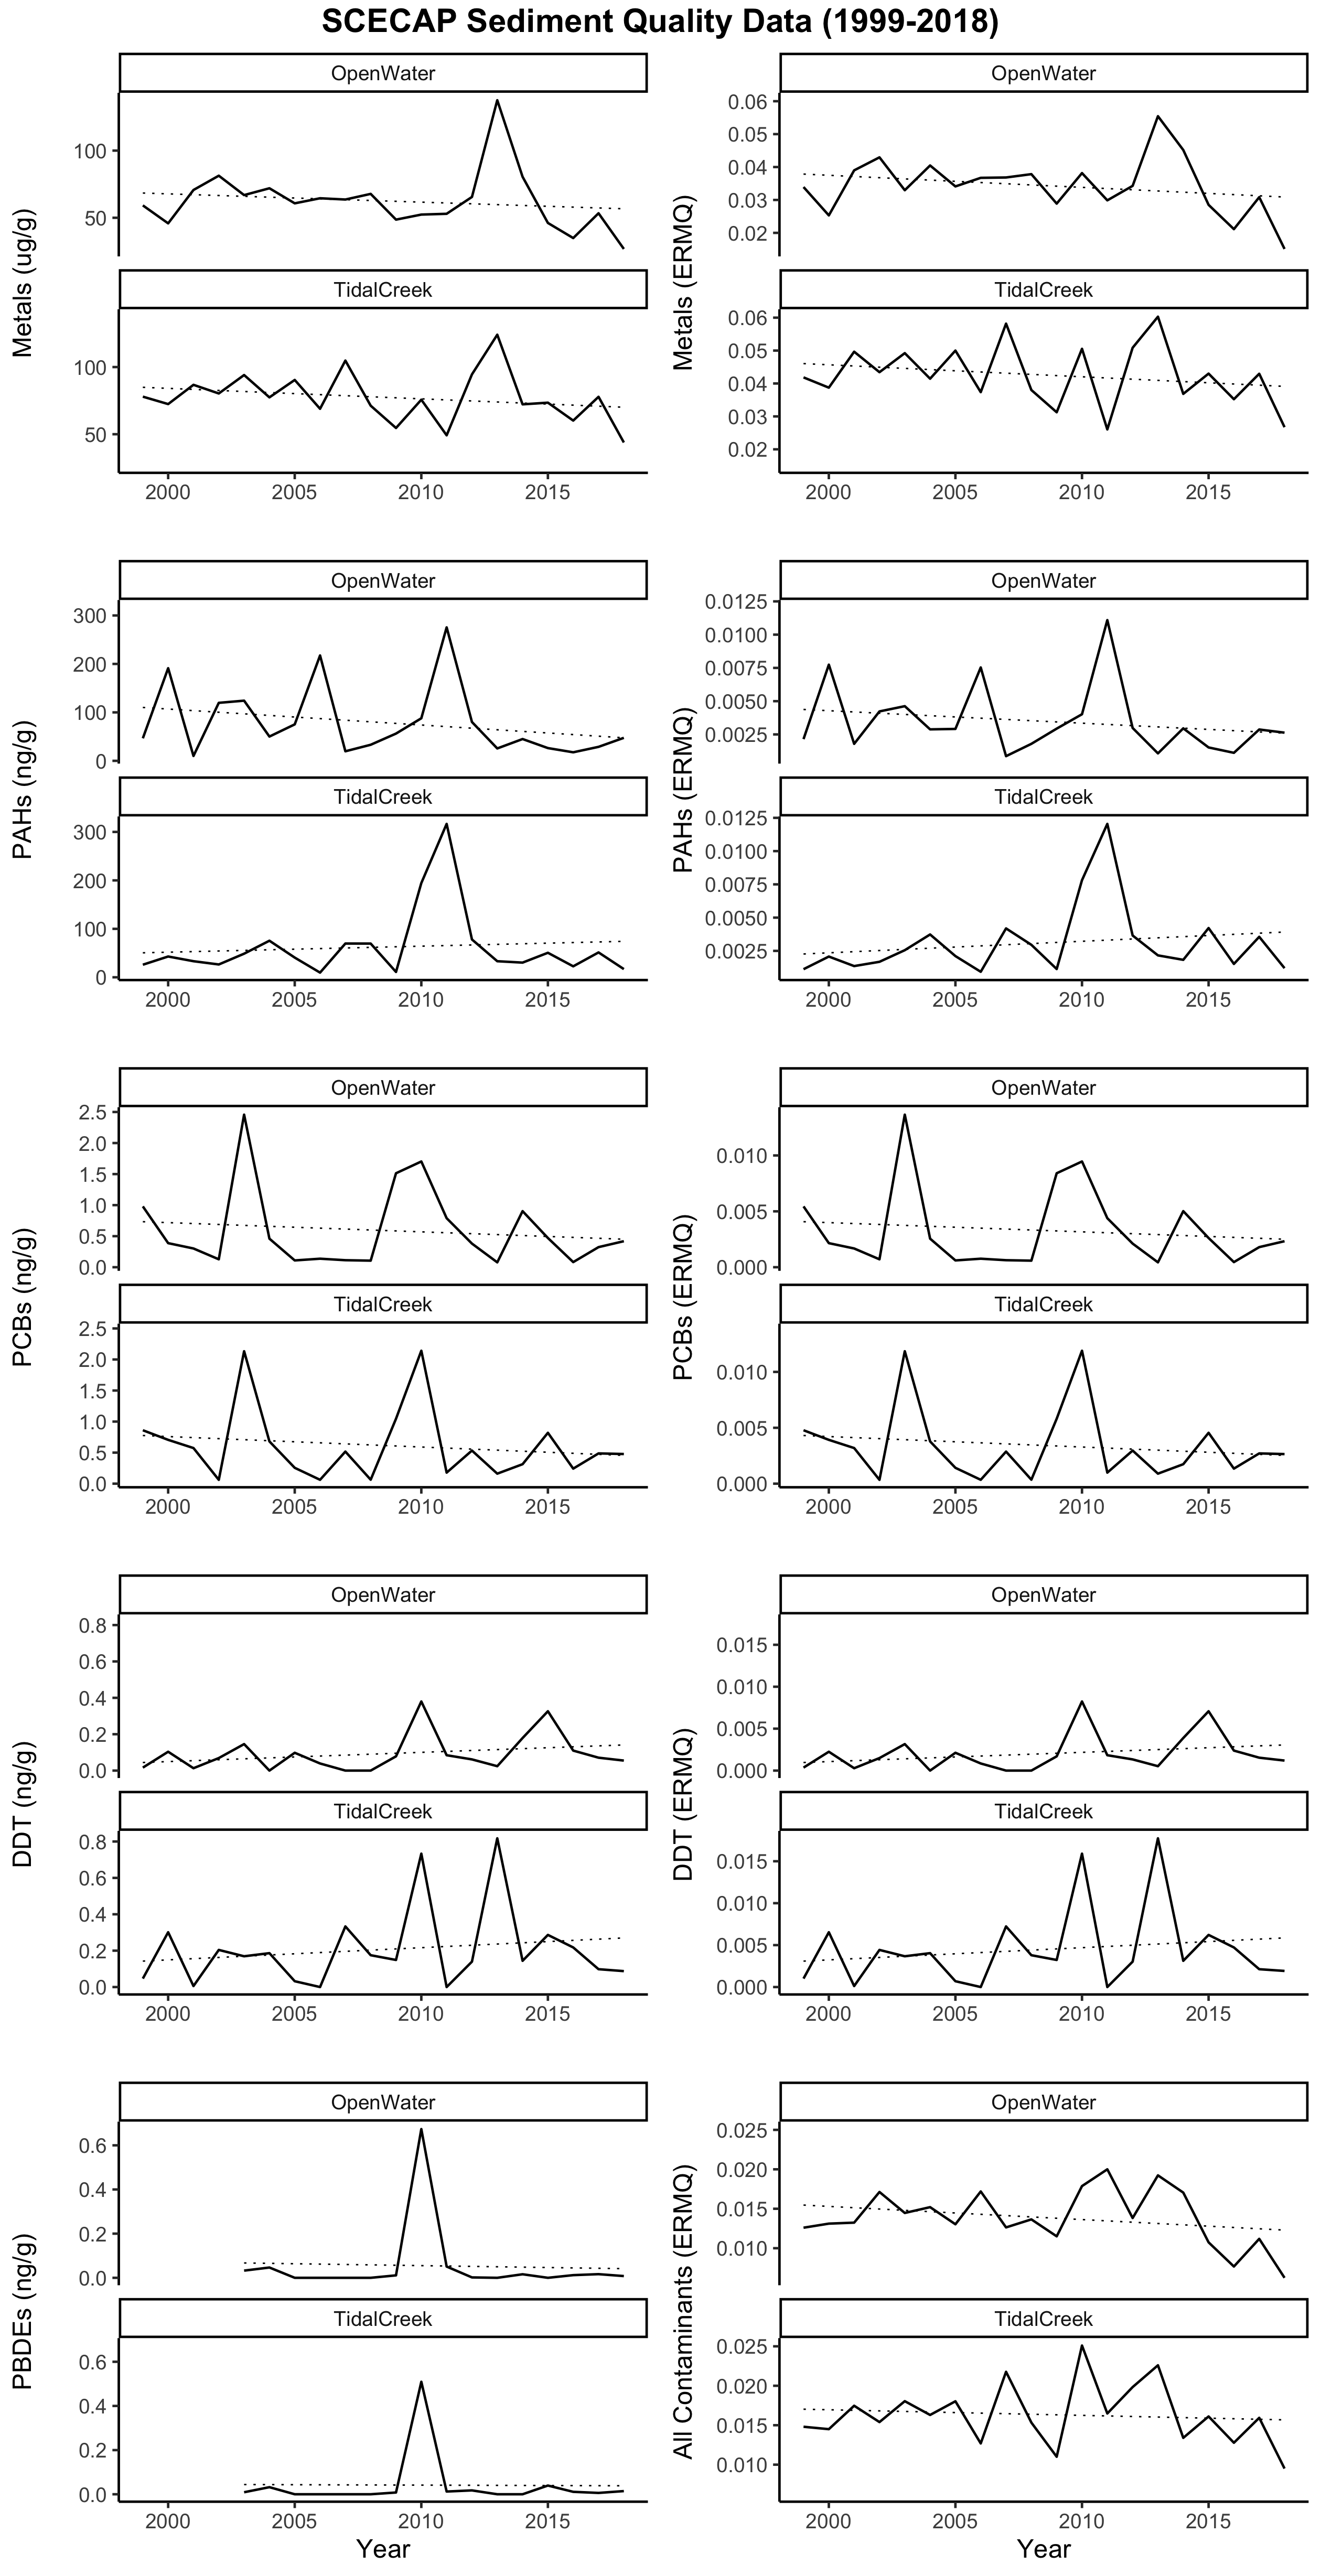 SCECAP Sediment Quality Data (1999-2018)
Metals (ug/g)
OpenWater
100
50
TidalCreek
100
50
2000 2005 2010 2015
Metals (ERMQ)
OpenWater
0.06
0.05
0.04
0.03
0.02
TidalCreek
0.06
0.05
0.04
0.03
0.02
2000 2005 2010 2015
PAHs (ng/g)
OpenWater
300
200
100
0
TidalCreek
300
200
100
0
2000 2005 2010 2015
PAHs (ERMQ)
OpenWater
0.0125
0.0100
0.0075
0.0050
0.0025
TidalCreek
0.0125
0.0100
0.0075
0.0050
0.0025
2000 2005 2010 2015
PCBs (ng/g)
OpenWater
2.5
2.0
1.5
1.0
0.5
0.0
TidalCreek
2.5
2.0
1.5
1.0
0.5
0.0
2000 2005 2010 2015
PCBs (ERMQ)
OpenWater
0.010
0.005
0.000
TidalCreek
0.010
0.005
0.000
2000 2005 2010 2015
DDT (ng/g)
OpenWater
0.8
0.6
0.4
0.2
0.0
TidalCreek
0.8
0.6
0.4
0.2
0.0
2000 2005 2010 2015
DDT (ERMQ)
OpenWater
0.015
0.010
0.005
0.000
TidalCreek
0.015
0.010
0.005
0.000
2000 2005 2010 2015
PBDEs (ng/g)
OpenWater
0.6
0.4
0.2
0.0
TidalCreek
0.6
0.4
0.2
0.0
2000 2005 2010 2015
Year
All Contaminants (ERMQ)
OpenWater
0.025
0.020
0.015
0.010
TidalCreek
0.025
0.020
0.015
0.010
2000 2005 2010 2015
Year